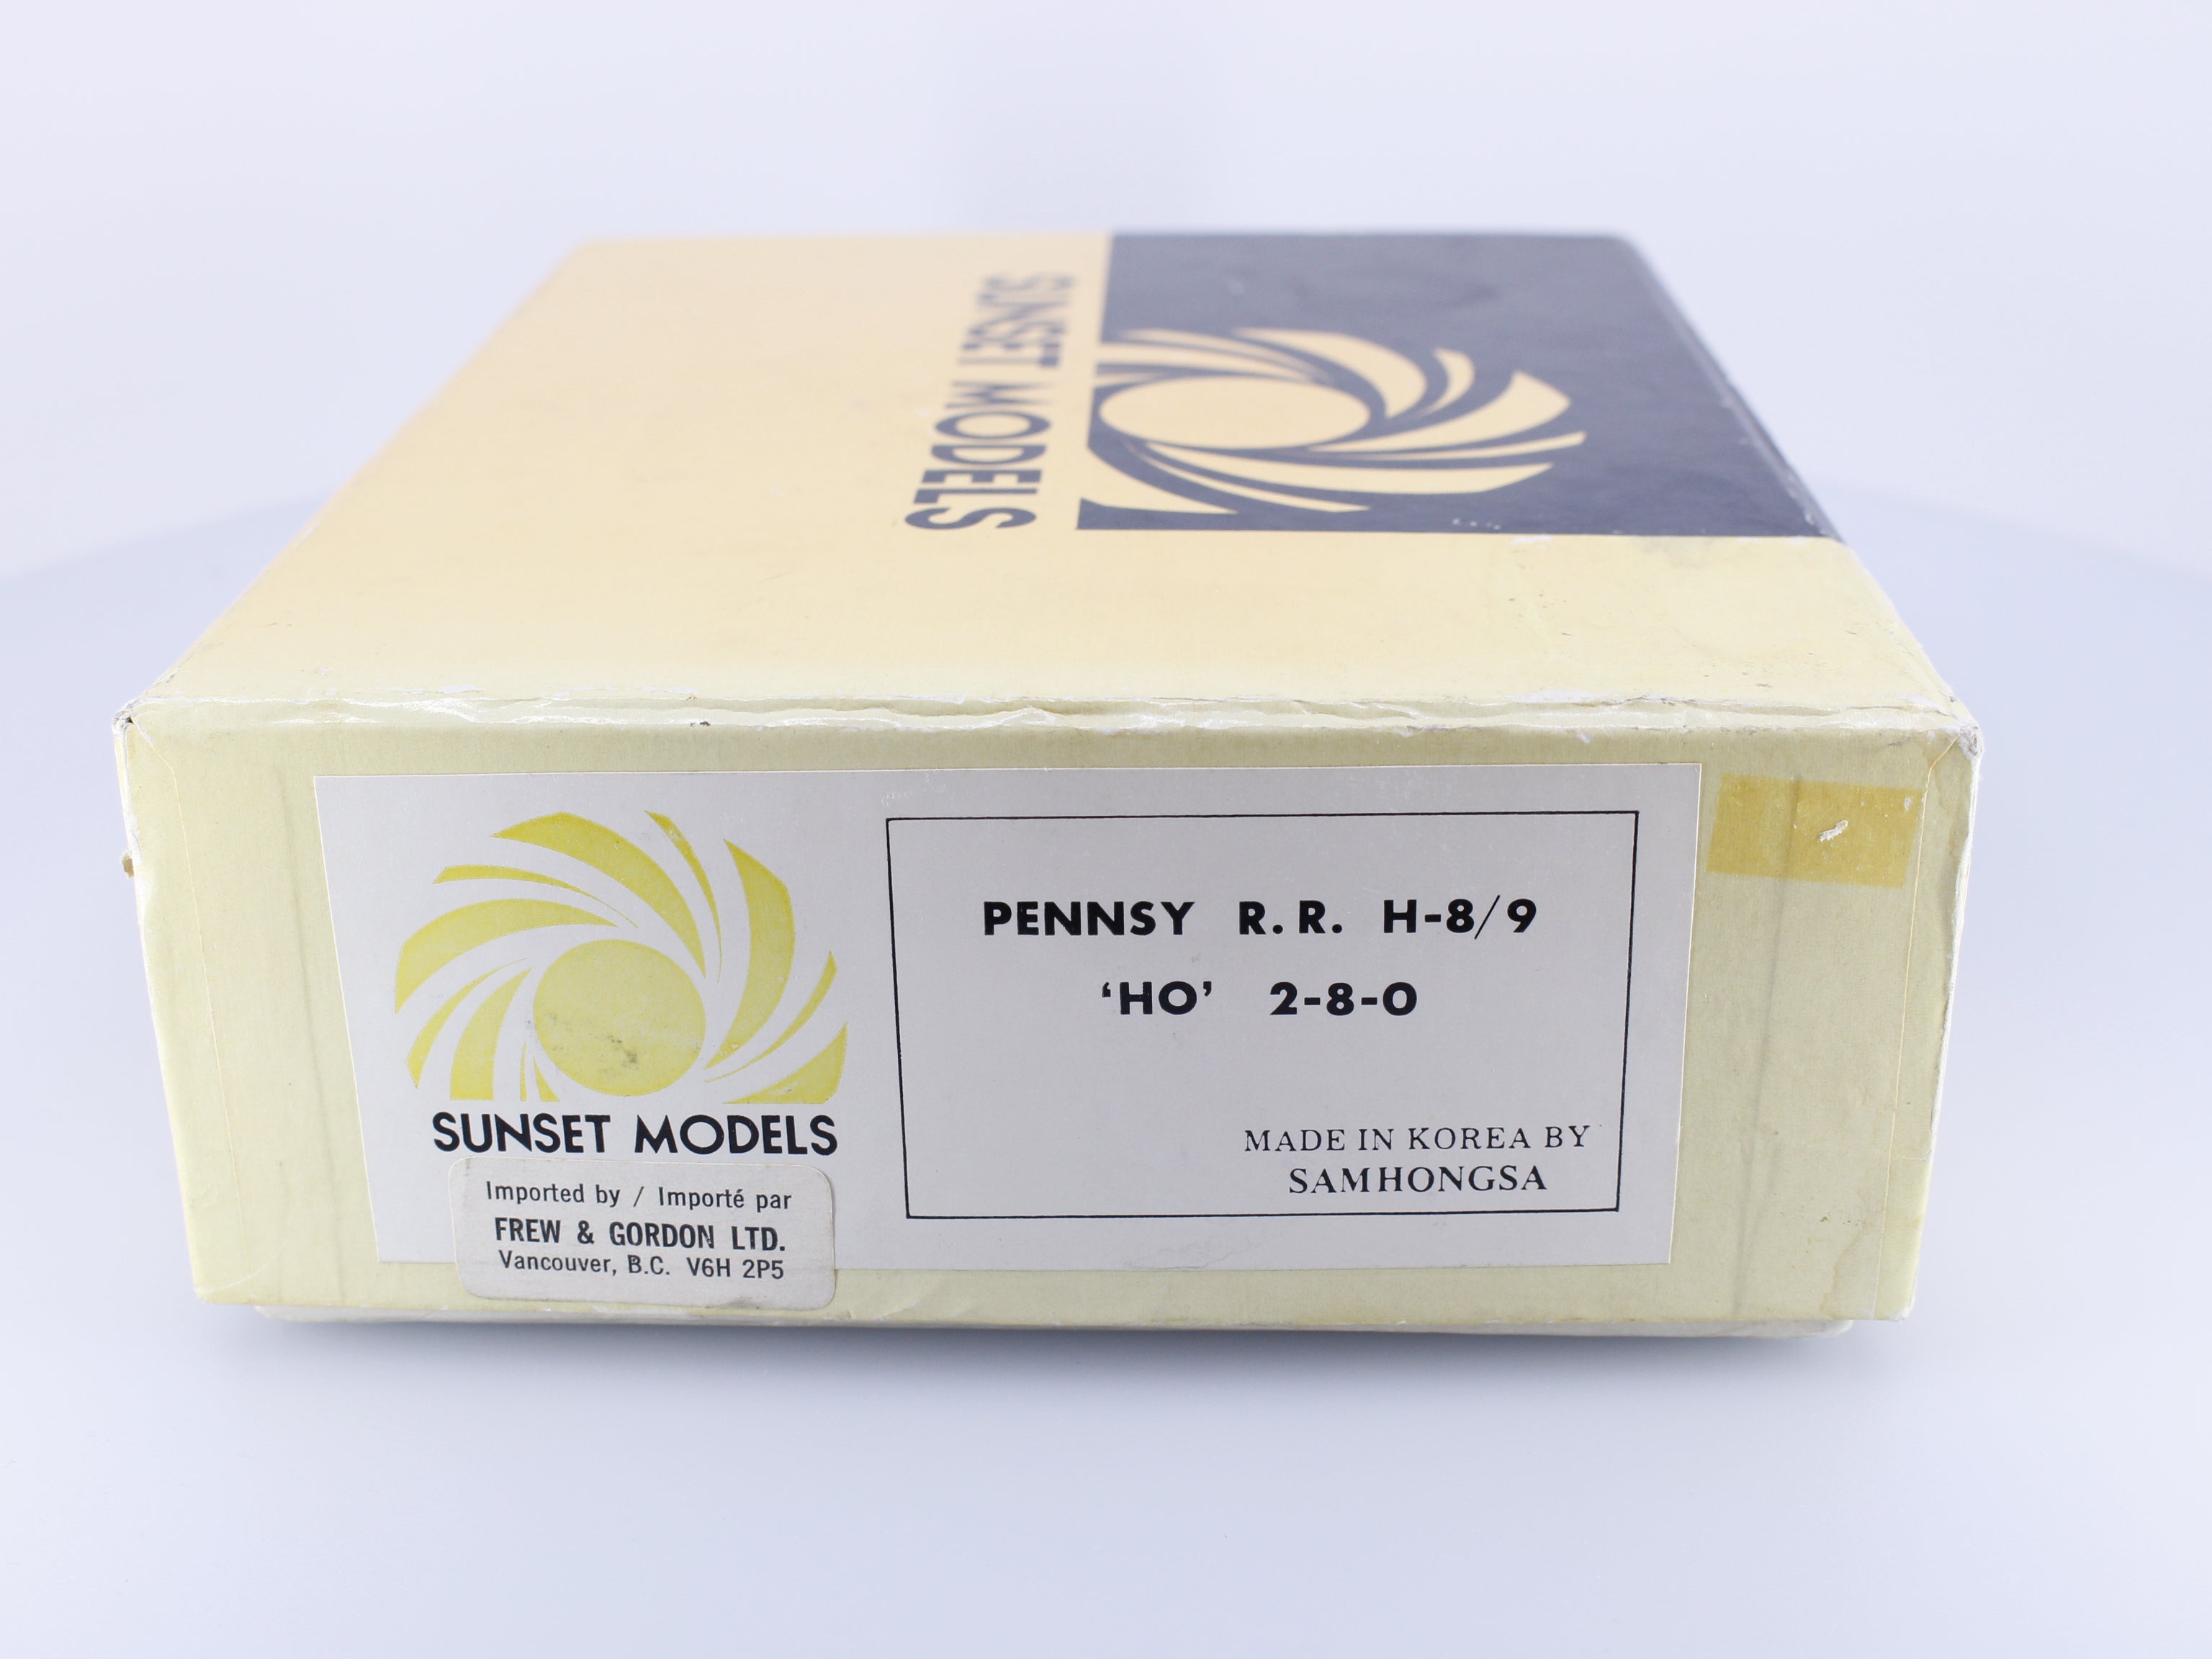 SUNSET MODELS
SUNSET MODELS
Imported by / Importé par
FREW & GORDON LTD.
Vancouver, B.C. V6H 2P5
PENNSY R.R. H-8/9
‘HO’ 2-8-0
MADE IN KOREA BY
SAMHONGSA